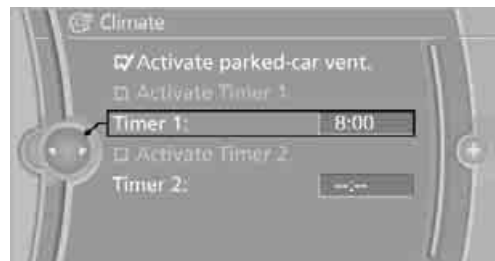 Climate
Activate parked-car vent.
Activate Timer 1
Timer 1: 8:00
Activate Timer 2
Timer 2: --:--